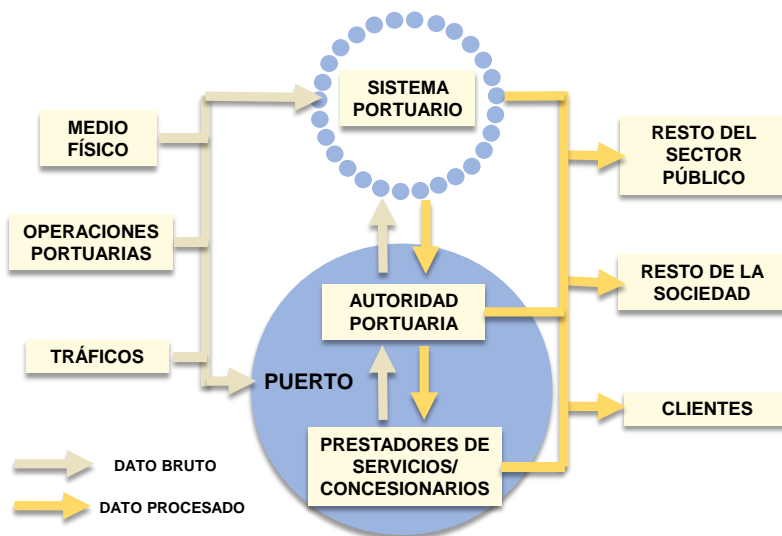 SISTEMA
PORTUARIO
MEDIO
FÍSICO
RESTO DEL
SECTOR
PÚBLICO
OPERACIONES
PORTUARIAS
RESTO DE LA
SOCIEDAD
AUTORIDAD
PORTUARIA
TRÁFICOS
PUERTO
CLIENTES
PRESTADORES DE
SERVICIOS/
CONCESIONARIOS
DATO BRUTO
DATO PROCESADO